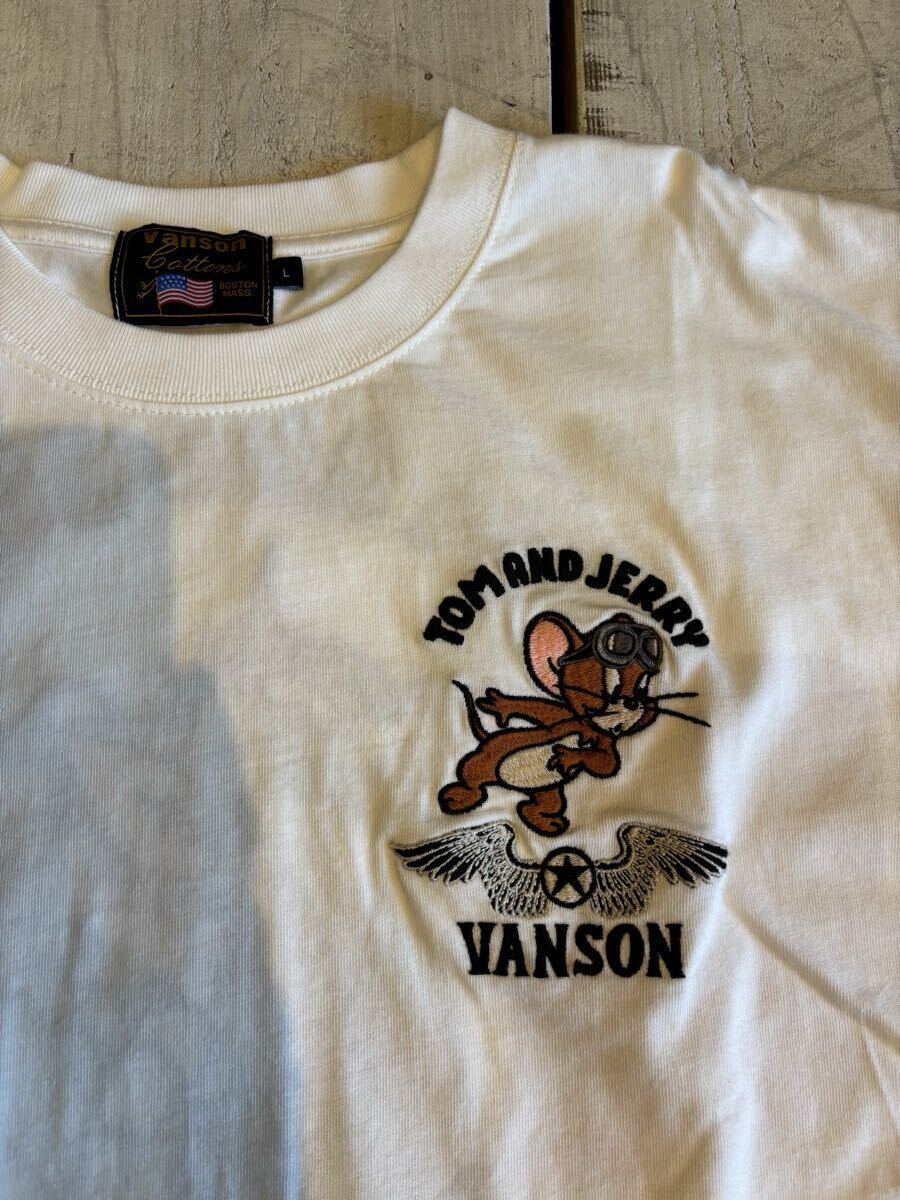 Vanson
Cottons
BOSTON
MASS.
L
TOM AND JERRY
VANSON